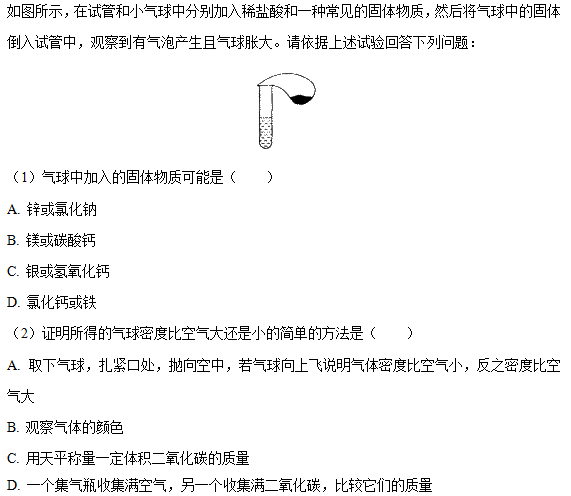 如图所示，在试管和小气球中分别加入稀盐酸和一种常见的固体物质，然后将气球中的固体
倒入试管中，观察到有气泡产生且气球胀大。请依据上述试验回答下列问题：
（1）气球中加入的固体物质可能是（　　）
A. 锌或氯化钠
B. 镁或碳酸钙
C. 银或氢氧化钙
D. 氯化钙或铁
（2）证明所得的气球密度比空气大还是小的简单的方法是（　　）
A. 取下气球，扎紧口处，抛向空中，若气球向上飞说明气体密度比空气小，反之密度比空
气大
B. 观察气体的颜色
C. 用天平称量一定体积二氧化碳的质量
D. 一个集气瓶收集满空气，另一个收集满二氧化碳，比较它们的质量